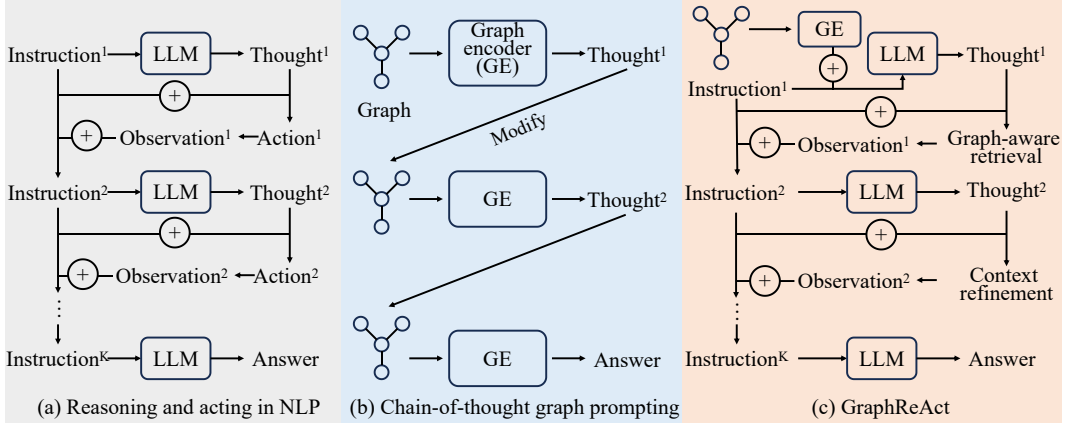 Instruction¹ LLM Thought¹
+
+ Observation¹ Action¹
Instruction² LLM Thought²
+
+ Observation² Action²
⋮
Instructionᴷ LLM Answer
(a) Reasoning and acting in NLP
Graph
encoder
(GE)
Thought¹
Graph
Modify
GE Thought²
GE Answer
(b) Chain-of-thought graph prompting
GE
+
LLM Thought¹
Instruction¹
+
+ Observation¹ Graph-aware
retrieval
Instruction² LLM Thought²
+
+ Observation² Context
refinement
⋮
Instructionᴷ LLM Answer
(c) GraphReAct